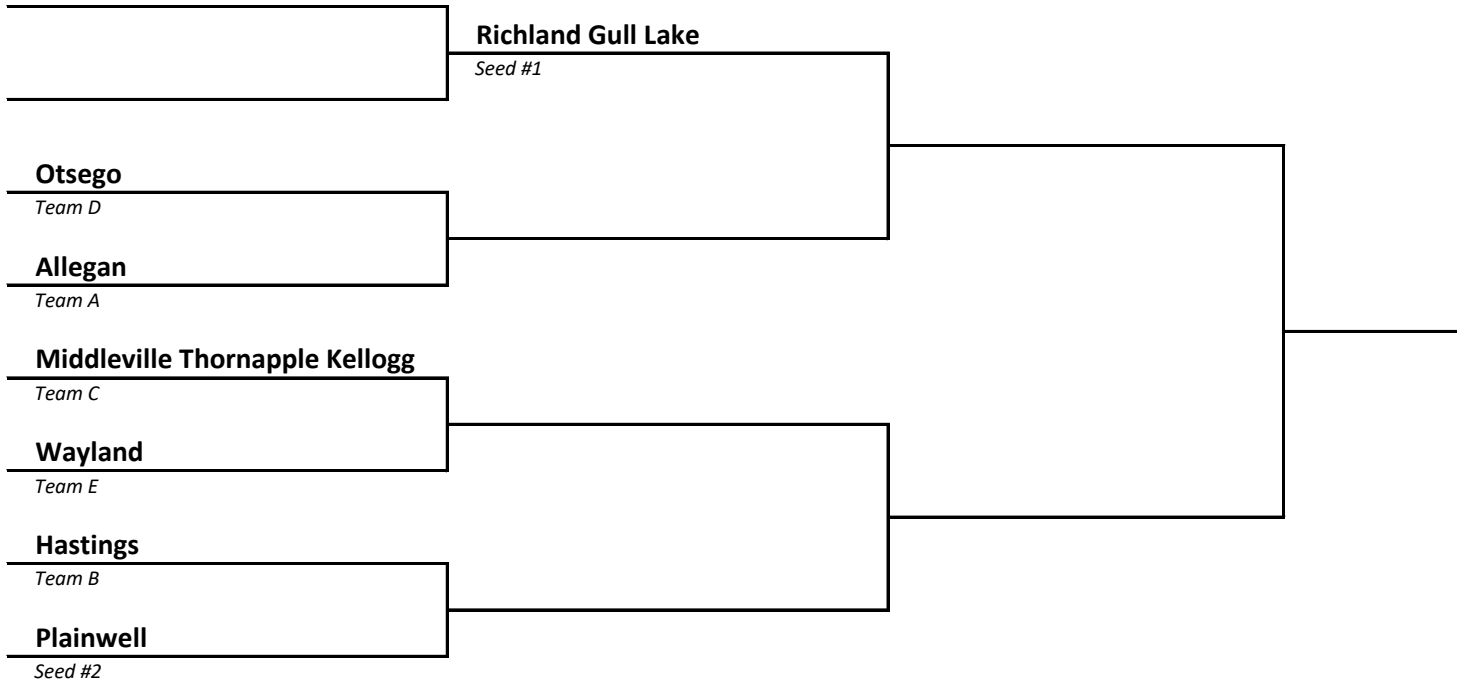 Richland Gull Lake
Seed #1
Otsego
Team D
Allegan
Team A
Middleville Thornapple Kellogg
Team C
Wayland
Team E
Hastings
Team B
Plainwell
Seed #2